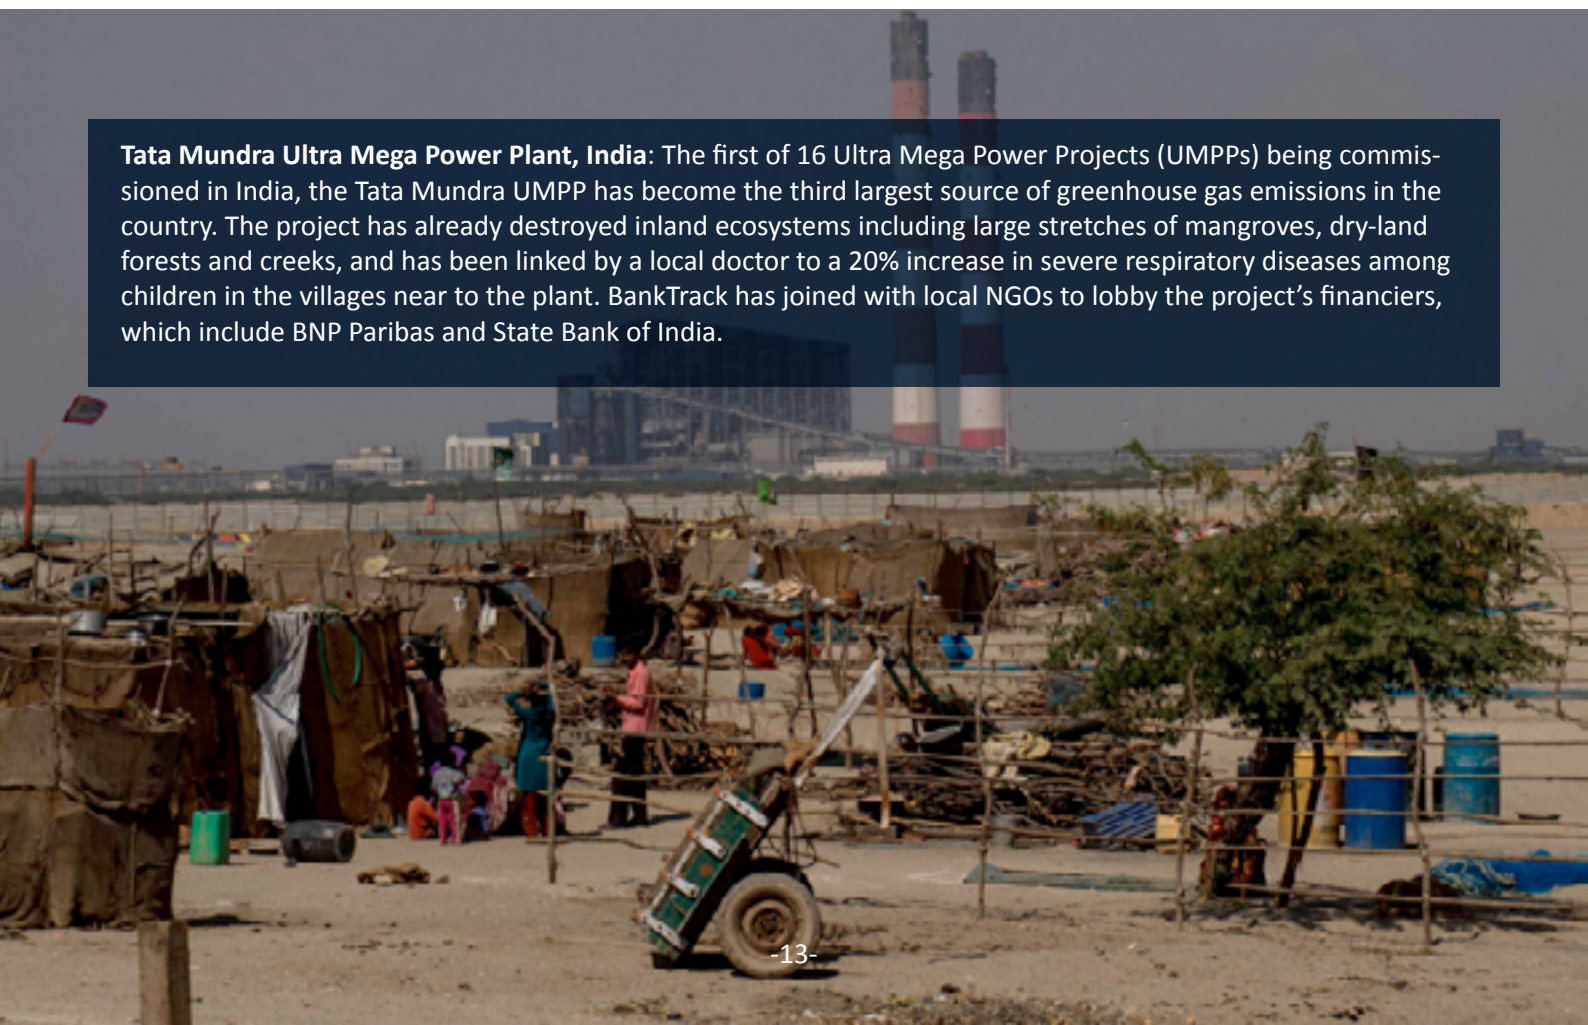 Tata Mundra Ultra Mega Power Plant, India: The first of 16 Ultra Mega Power Projects (UMPPs) being commis-
sioned in India, the Tata Mundra UMPP has become the third largest source of greenhouse gas emissions in the
country. The project has already destroyed inland ecosystems including large stretches of mangroves, dry-land
forests and creeks, and has been linked by a local doctor to a 20% increase in severe respiratory diseases among
children in the villages near to the plant. BankTrack has joined with local NGOs to lobby the project’s financiers,
which include BNP Paribas and State Bank of India.
-13-